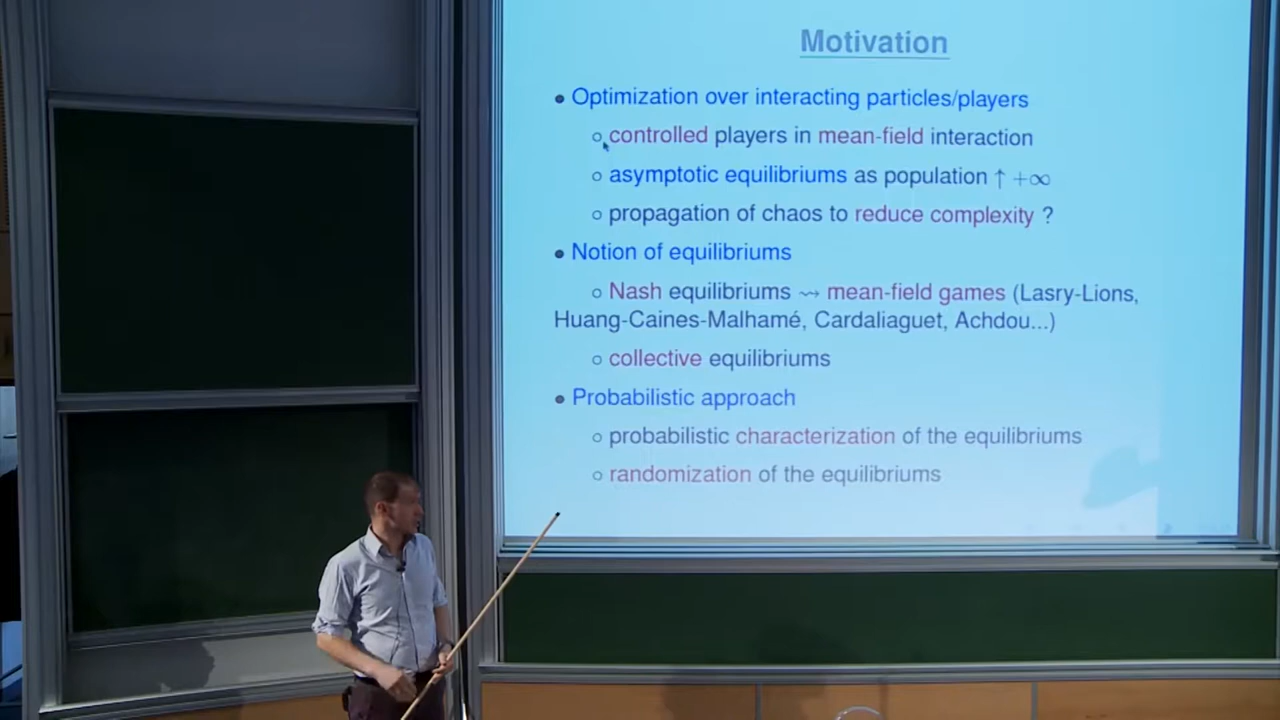 Motivation
• Optimization over interacting particles/players
○ controlled players in mean-field interaction
○ asymptotic equilibriums as population ↑ +∞
○ propagation of chaos to reduce complexity ?
• Notion of equilibriums
○ Nash equilibriums ⇝ mean-field games (Lasry-Lions,
Huang-Caines-Malhamé, Cardaliaguet, Achdou...)
○ collective equilibriums
• Probabilistic approach
○ probabilistic characterization of the equilibriums
○ randomization of the equilibriums